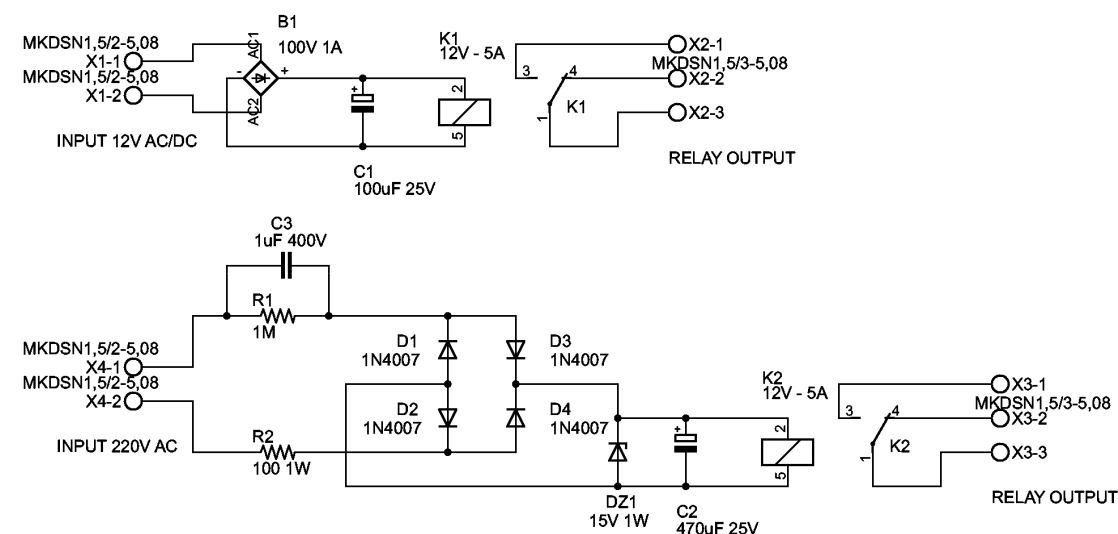 B1
100V 1A
MKDSN1,5/2-5,08
X1-1
MKDSN1,5/2-5,08
X1-2
AC1
AC2
-
+
INPUT 12V AC/DC
+
C1
100uF 25V
K1
12V - 5A
2
5
3
4
1
K1
X2-1
MKDSN1,5/3-5,08
X2-2
X2-3
RELAY OUTPUT
C3
1uF 400V
R1
1M
MKDSN1,5/2-5,08
X4-1
MKDSN1,5/2-5,08
X4-2
INPUT 220V AC
R2
100 1W
D1
1N4007
D2
1N4007
D3
1N4007
D4
1N4007
DZ1
15V 1W
+
C2
470uF 25V
K2
12V - 5A
2
5
3
4
1
K2
X3-1
MKDSN1,5/3-5,08
X3-2
X3-3
RELAY OUTPUT